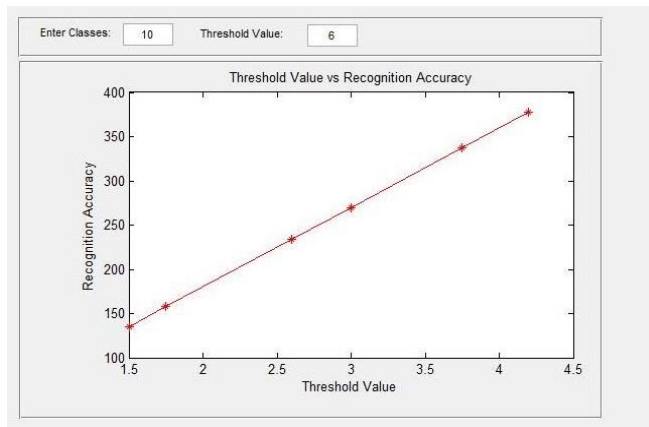 Enter Classes: 10 Threshold Value: 6
Threshold Value vs Recognition Accuracy
400
350
300
250
200
150
100
Recognition Accuracy
1.5 2 2.5 3 3.5 4 4.5
Threshold Value